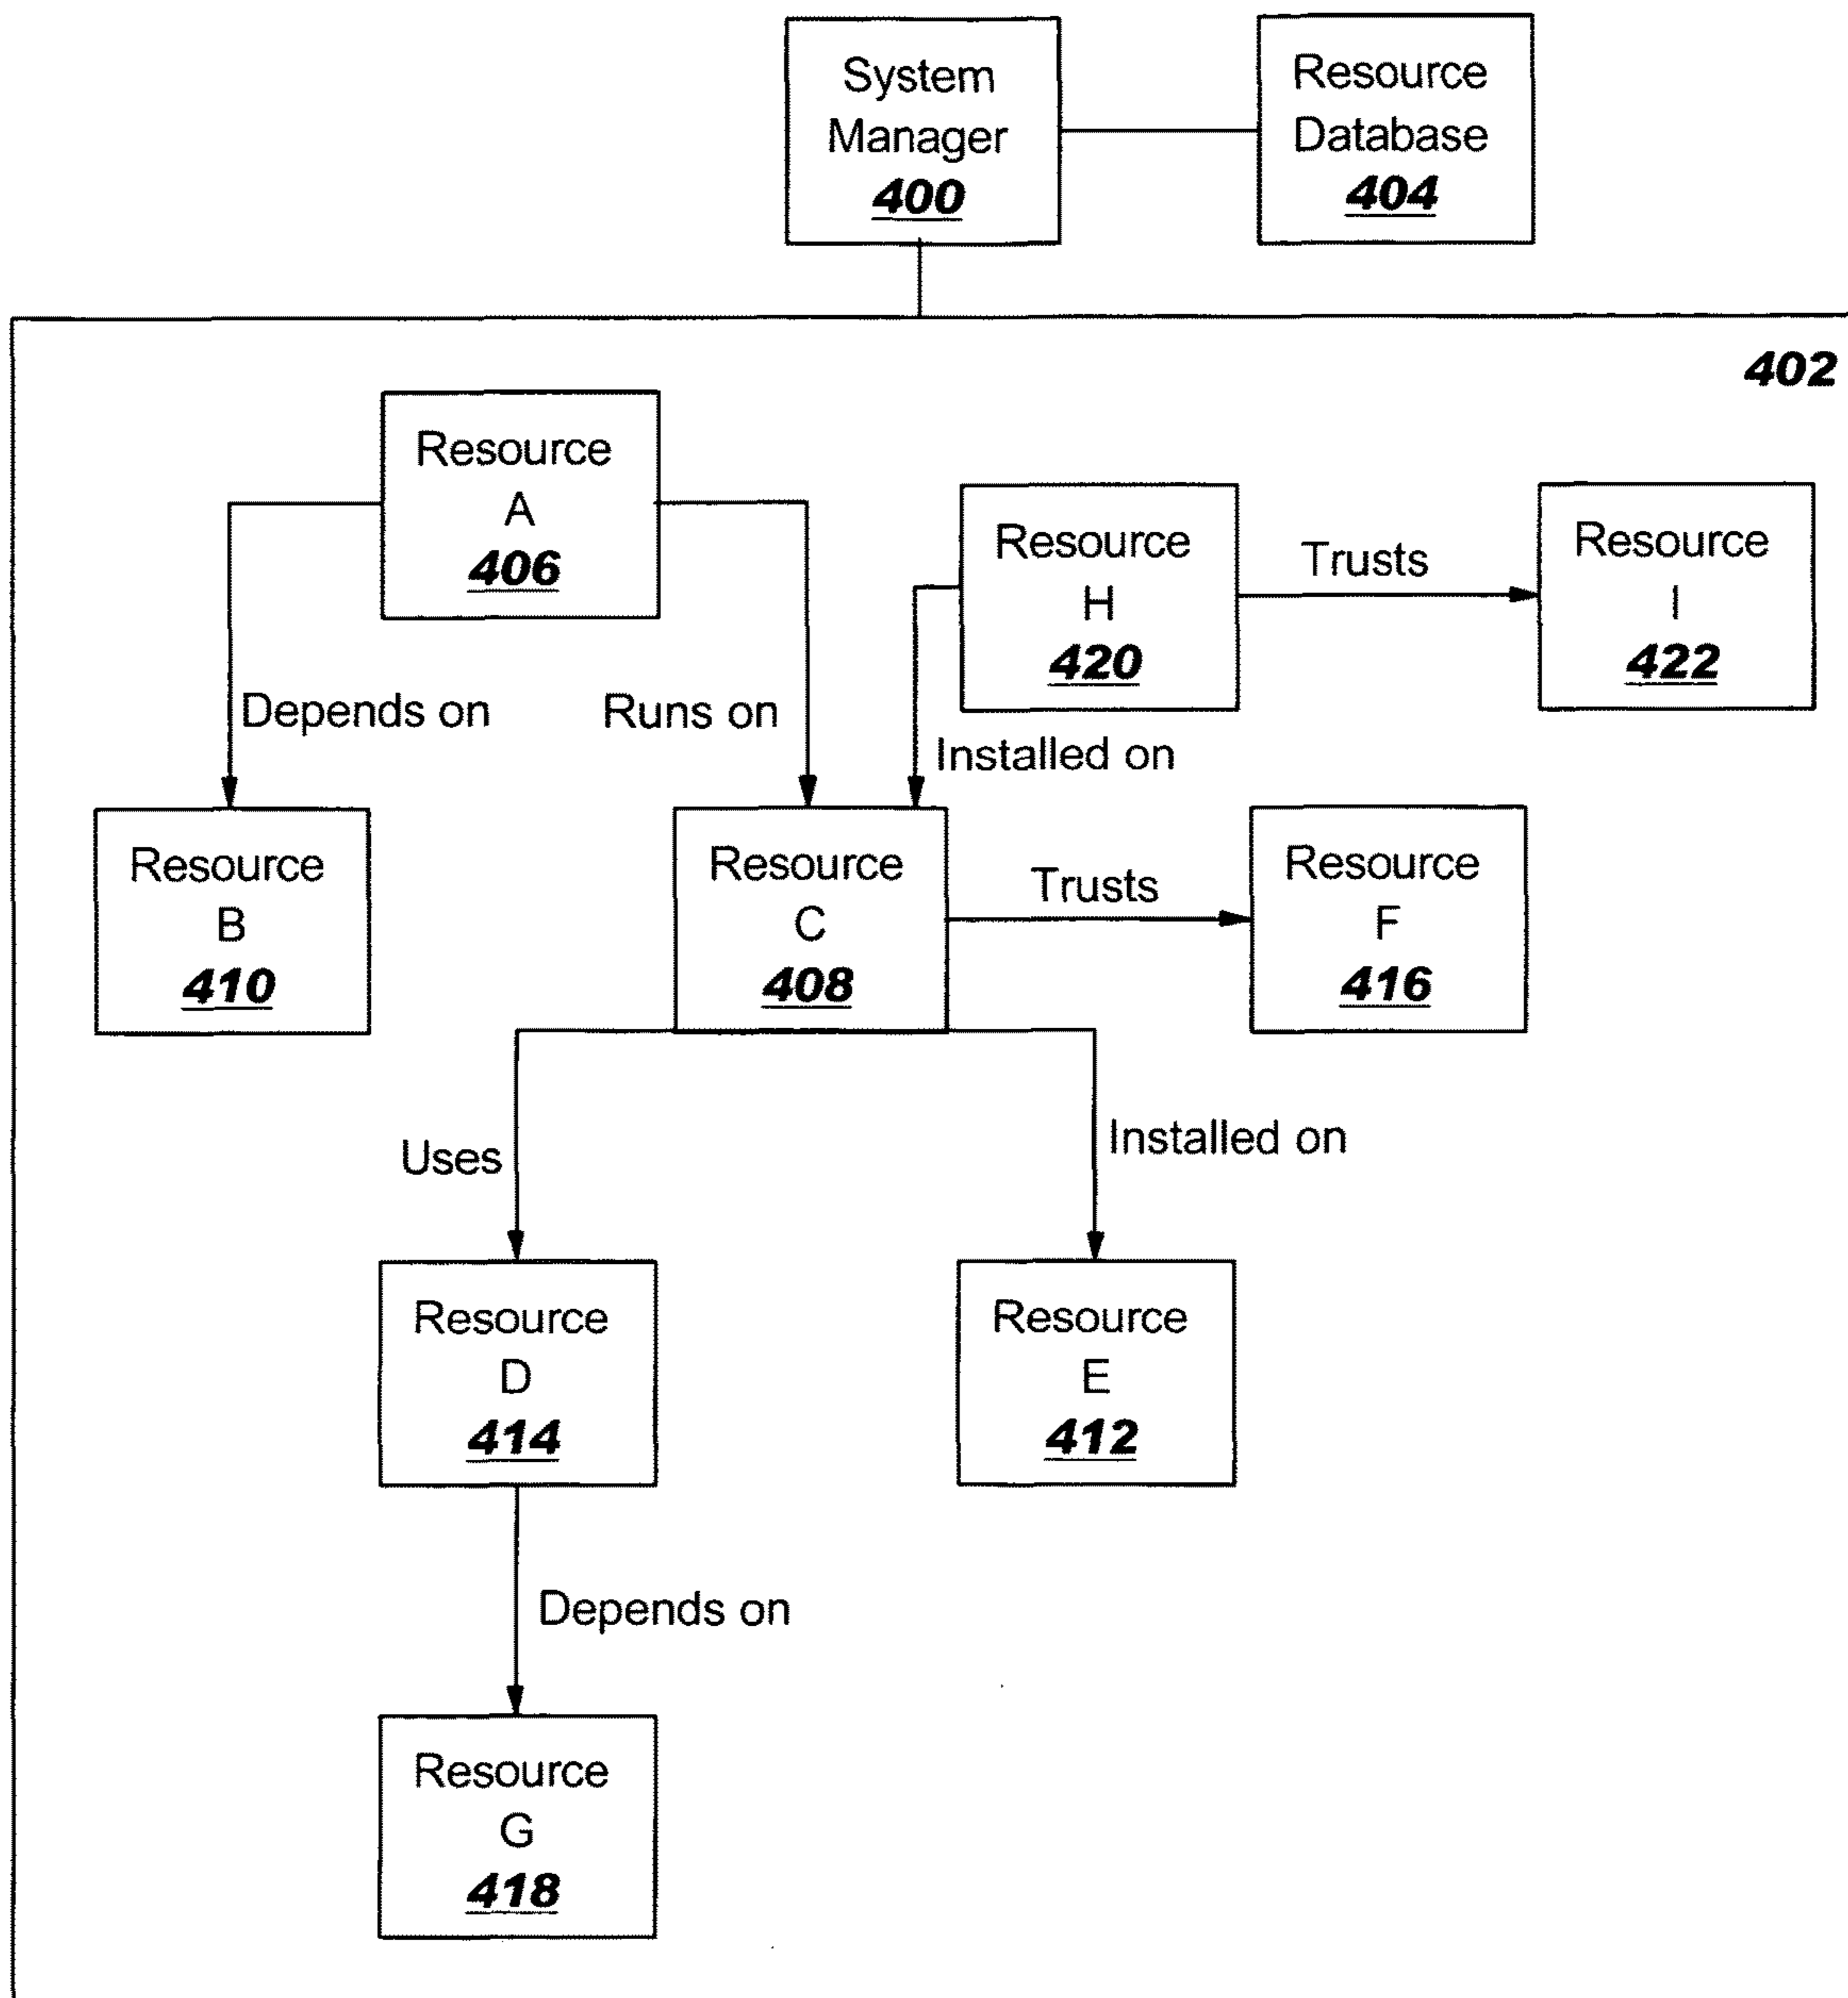 System
Manager
400
Resource
Database
404
402
Resource
A
406
Resource
H
420
Trusts
Resource
I
422
Depends on
Runs on
Installed on
Resource
B
410
Resource
C
408
Trusts
Resource
F
416
Uses
Installed on
Resource
D
414
Resource
E
412
Depends on
Resource
G
418